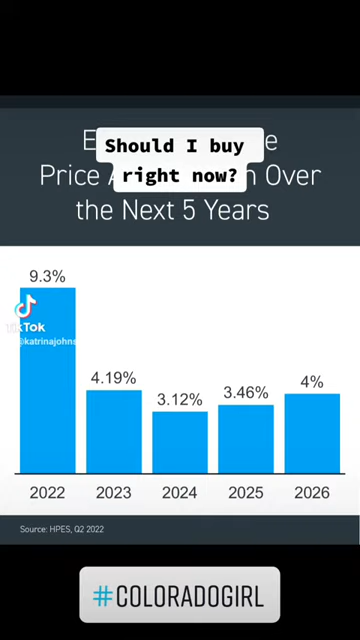 Should I buy
right now?
Price Over
the Next 5 Years
9.3%
4.19%
3.12%
3.46%
4%
TikTok
@katrinajohns
2022 2023 2024 2025 2026
Source: HPES, Q2 2022
#COLORADOGIRL